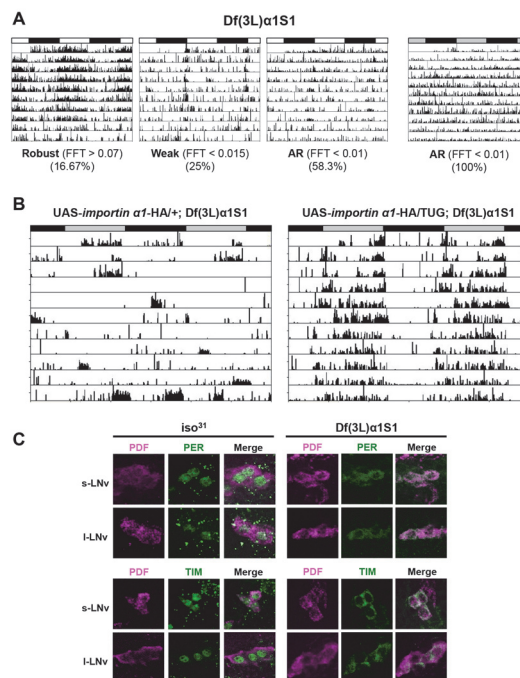 A
Df(3L)α1S1
Robust (FFT > 0.07)
(16.67%)
Weak (FFT < 0.015)
(25%)
AR (FFT < 0.01)
(58.3%)
AR (FFT < 0.01)
(100%)
B
UAS-importin α1-HA/+; Df(3L)α1S1
UAS-importin α1-HA/TUG; Df(3L)α1S1
C
iso31
Df(3L)α1S1
PDF PER Merge PDF PER Merge
s-LNv
l-LNv
PDF TIM Merge PDF TIM Merge
s-LNv
l-LNv